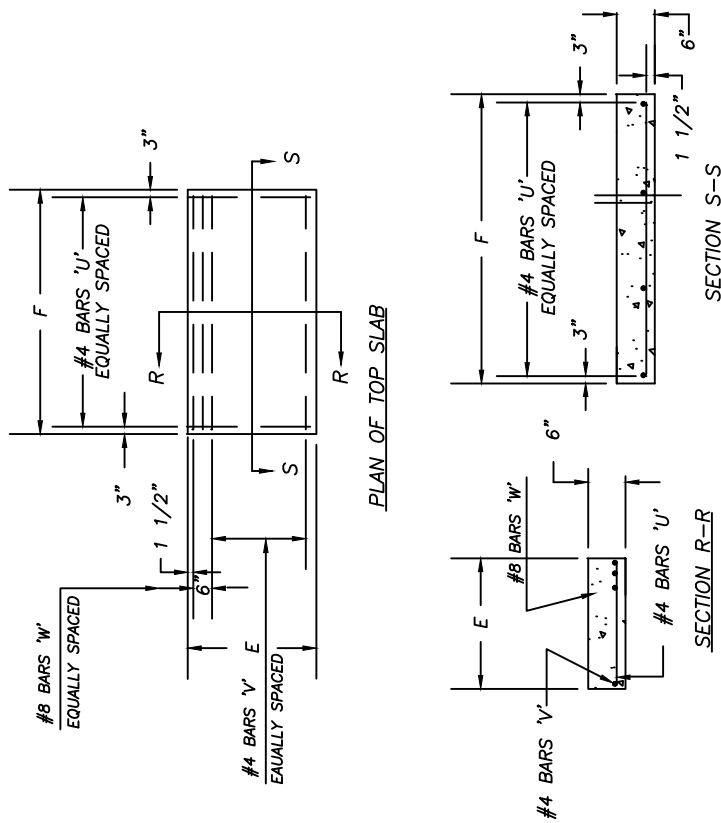 #8 BARS 'W'
EQUALLY SPACED
3"
1 1/2"
6"
E
#4 BARS 'V'
EAUALLY SPACED
F
#4 BARS 'U'
EQUALLY SPACED
3"
R
R
S
S
PLAN OF TOP SLAB
#4 BARS 'V'
E
#8 BARS 'W'
6"
#4 BARS 'U'
SECTION R-R
F
#4 BARS 'U'
EQUALLY SPACED
3"
3"
6"
1 1/2"
SECTION S-S